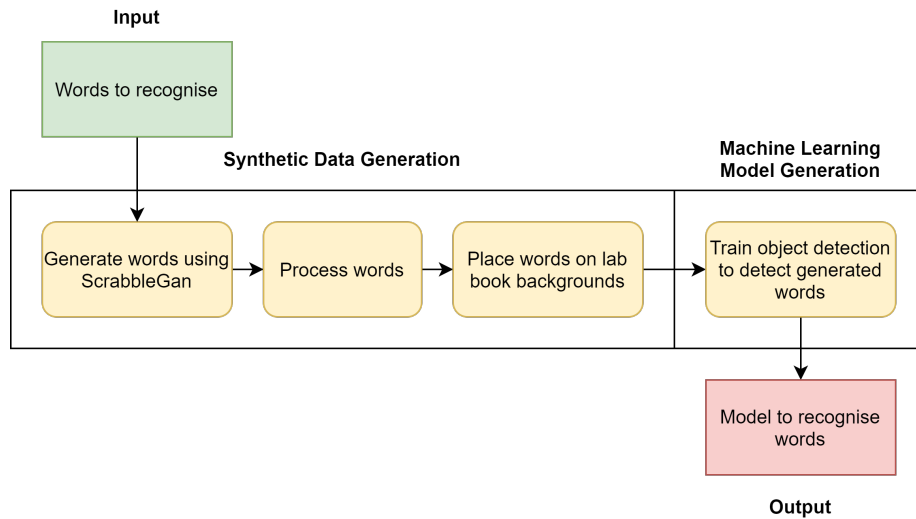 Input
Words to recognise
Synthetic Data Generation
Machine Learning
Model Generation
Generate words using
ScrabbleGan
Process words
Place words on lab
book backgrounds
Train object detection
to detect generated
words
Model to recognise
words
Output